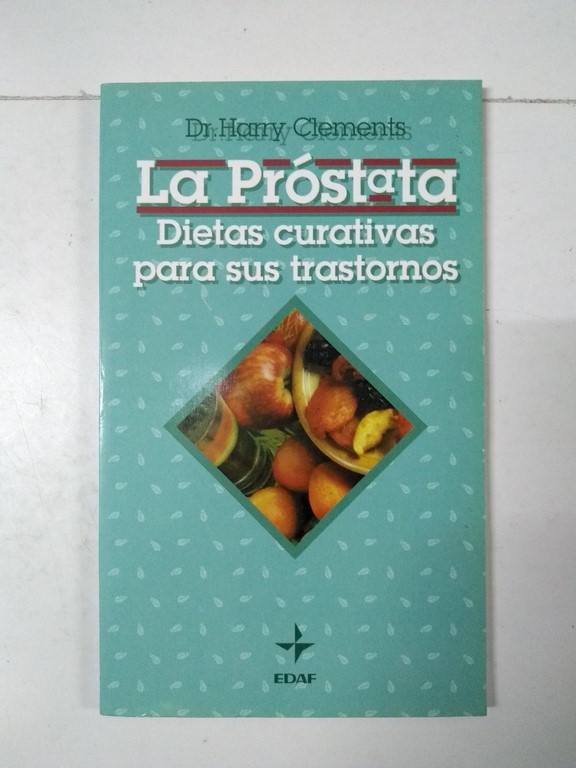 Dr. Harry Clements
La Próstata
Dietas curativas
para sus trastornos
EDAF